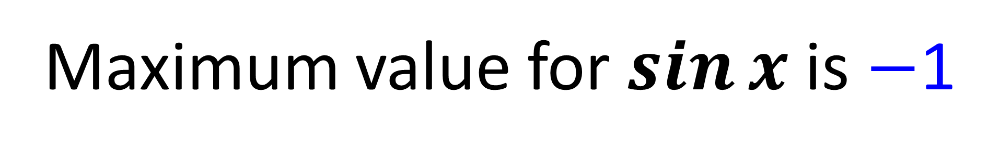 Maximum value for sin x is −1